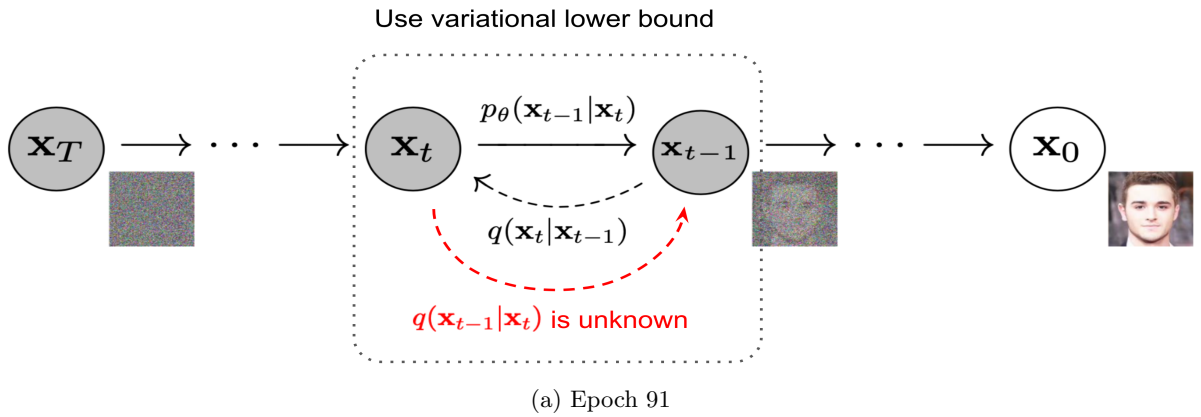 Use variational lower bound
p_θ(x_{t−1}|x_t)
x_T → ⋯ → x_t → x_{t−1} → ⋯ → x_0
q(x_t|x_{t−1})
q(x_{t−1}|x_t) is unknown
(a) Epoch 91